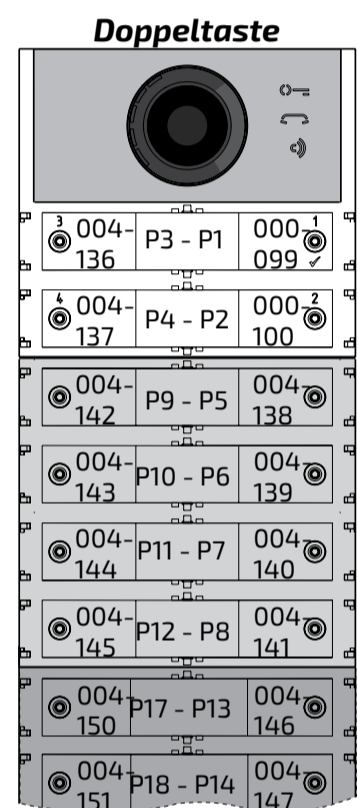 Doppeltaste
3 004- P3 - P1 000- 1
136 099 ✓
4 004- P4 - P2 000- 2
137 100
004- P9 - P5 004-
142 138
004- P10 - P6 004-
143 139
004- P11 - P7 004-
144 140
004- P12 - P8 004-
145 141
004- P17 - P13 004-
150 146
004- P18 - P14 004-
151 147